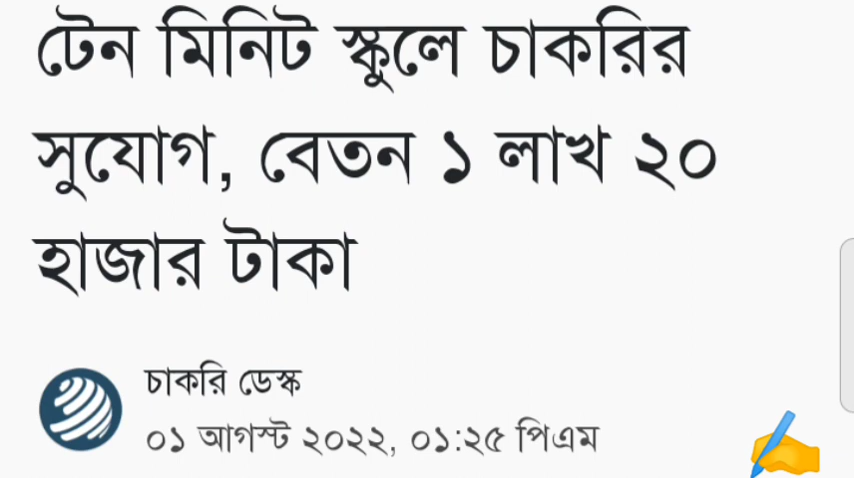 টেন মিনিট স্কুলে চাকরির
সুযোগ, বেতন ১ লাখ ২০
হাজার টাকা
চাকরি ডেস্ক
০১ আগস্ট ২০২২, ০১:২৫ পিএম